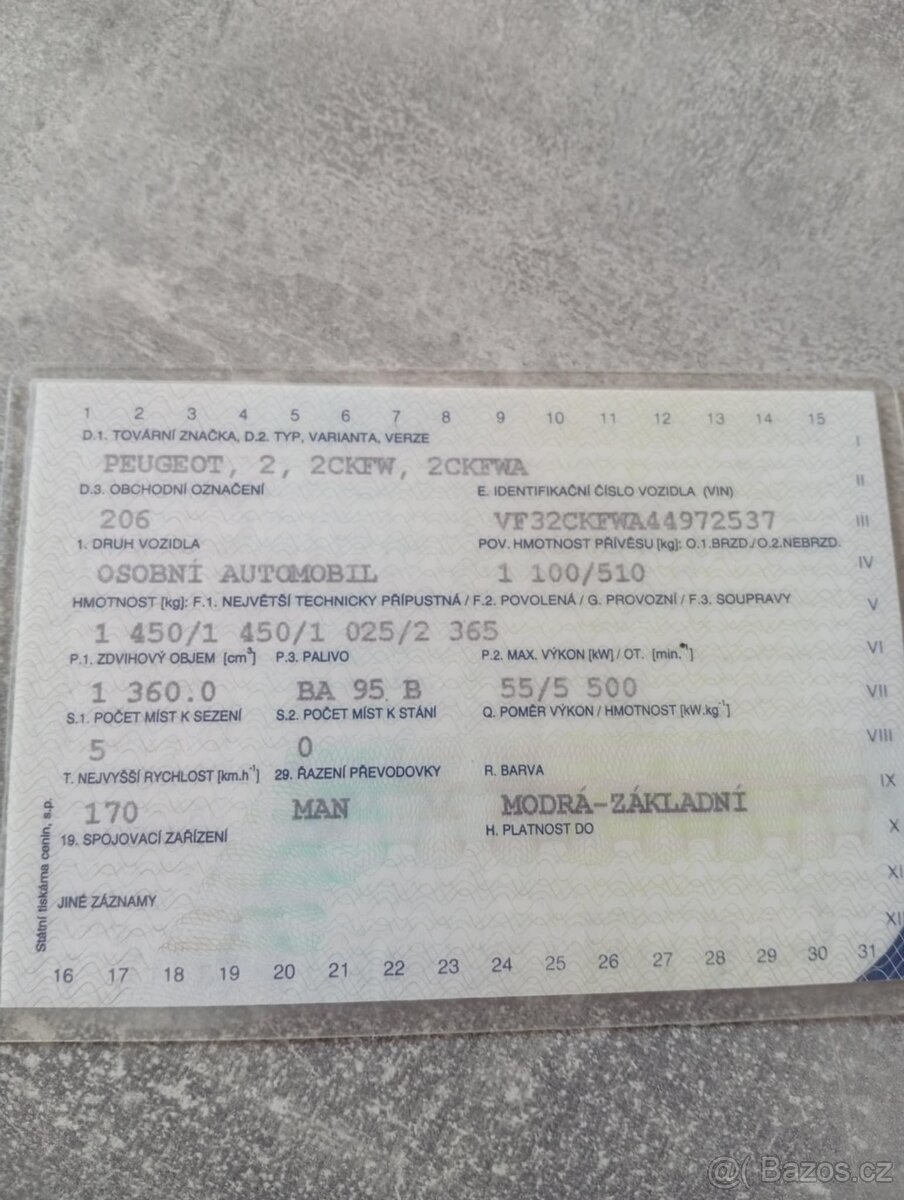 1 2 3 4 5 6 7 8 9 10 11 12 13 14 15
D.1. TOVÁRNÍ ZNAČKA, D.2. TYP, VARIANTA, VERZE
I
PEUGEOT, 2, 2CKFW, 2CKFWA
D.3. OBCHODNÍ OZNAČENÍ E. IDENTIFIKAČNÍ ČÍSLO VOZIDLA (VIN)
II
206 VF32CKFWA44972537
III
1. DRUH VOZIDLA POV. HMOTNOST PŘÍVĚSU [kg]: O.1.BRZD./O.2.NEBRZD.
OSOBNÍ AUTOMOBIL 1 100/510
IV
HMOTNOST [kg]: F.1. NEJVĚTŠÍ TECHNICKY PŘÍPUSTNÁ / F.2. POVOLENÁ / G. PROVOZNÍ / F.3. SOUPRAVY
V
1 450/1 450/1 025/2 365
P.1. ZDVIHOVÝ OBJEM [cm³] P.3. PALIVO P.2. MAX. VÝKON [kW] / OT. [min.⁻¹]
VI
1 360.0 BA 95 B 55/5 500
VII
S.1. POČET MÍST K SEZENÍ S.2. POČET MÍST K STÁNÍ Q. POMĚR VÝKON / HMOTNOST [kW.kg⁻¹]
5 0
VIII
T. NEJVYŠŠÍ RYCHLOST [km.h⁻¹] 29. ŘAZENÍ PŘEVODOVKY R. BARVA
IX
170 MAN MODRÁ-ZÁKLADNÍ
X
19. SPOJOVACÍ ZAŘÍZENÍ H. PLATNOST DO
XI
JINÉ ZÁZNAMY
XII
Státní tiskárna cenin, s.p.
16 17 18 19 20 21 22 23 24 25 26 27 28 29 30 31
@( Bazos.cz